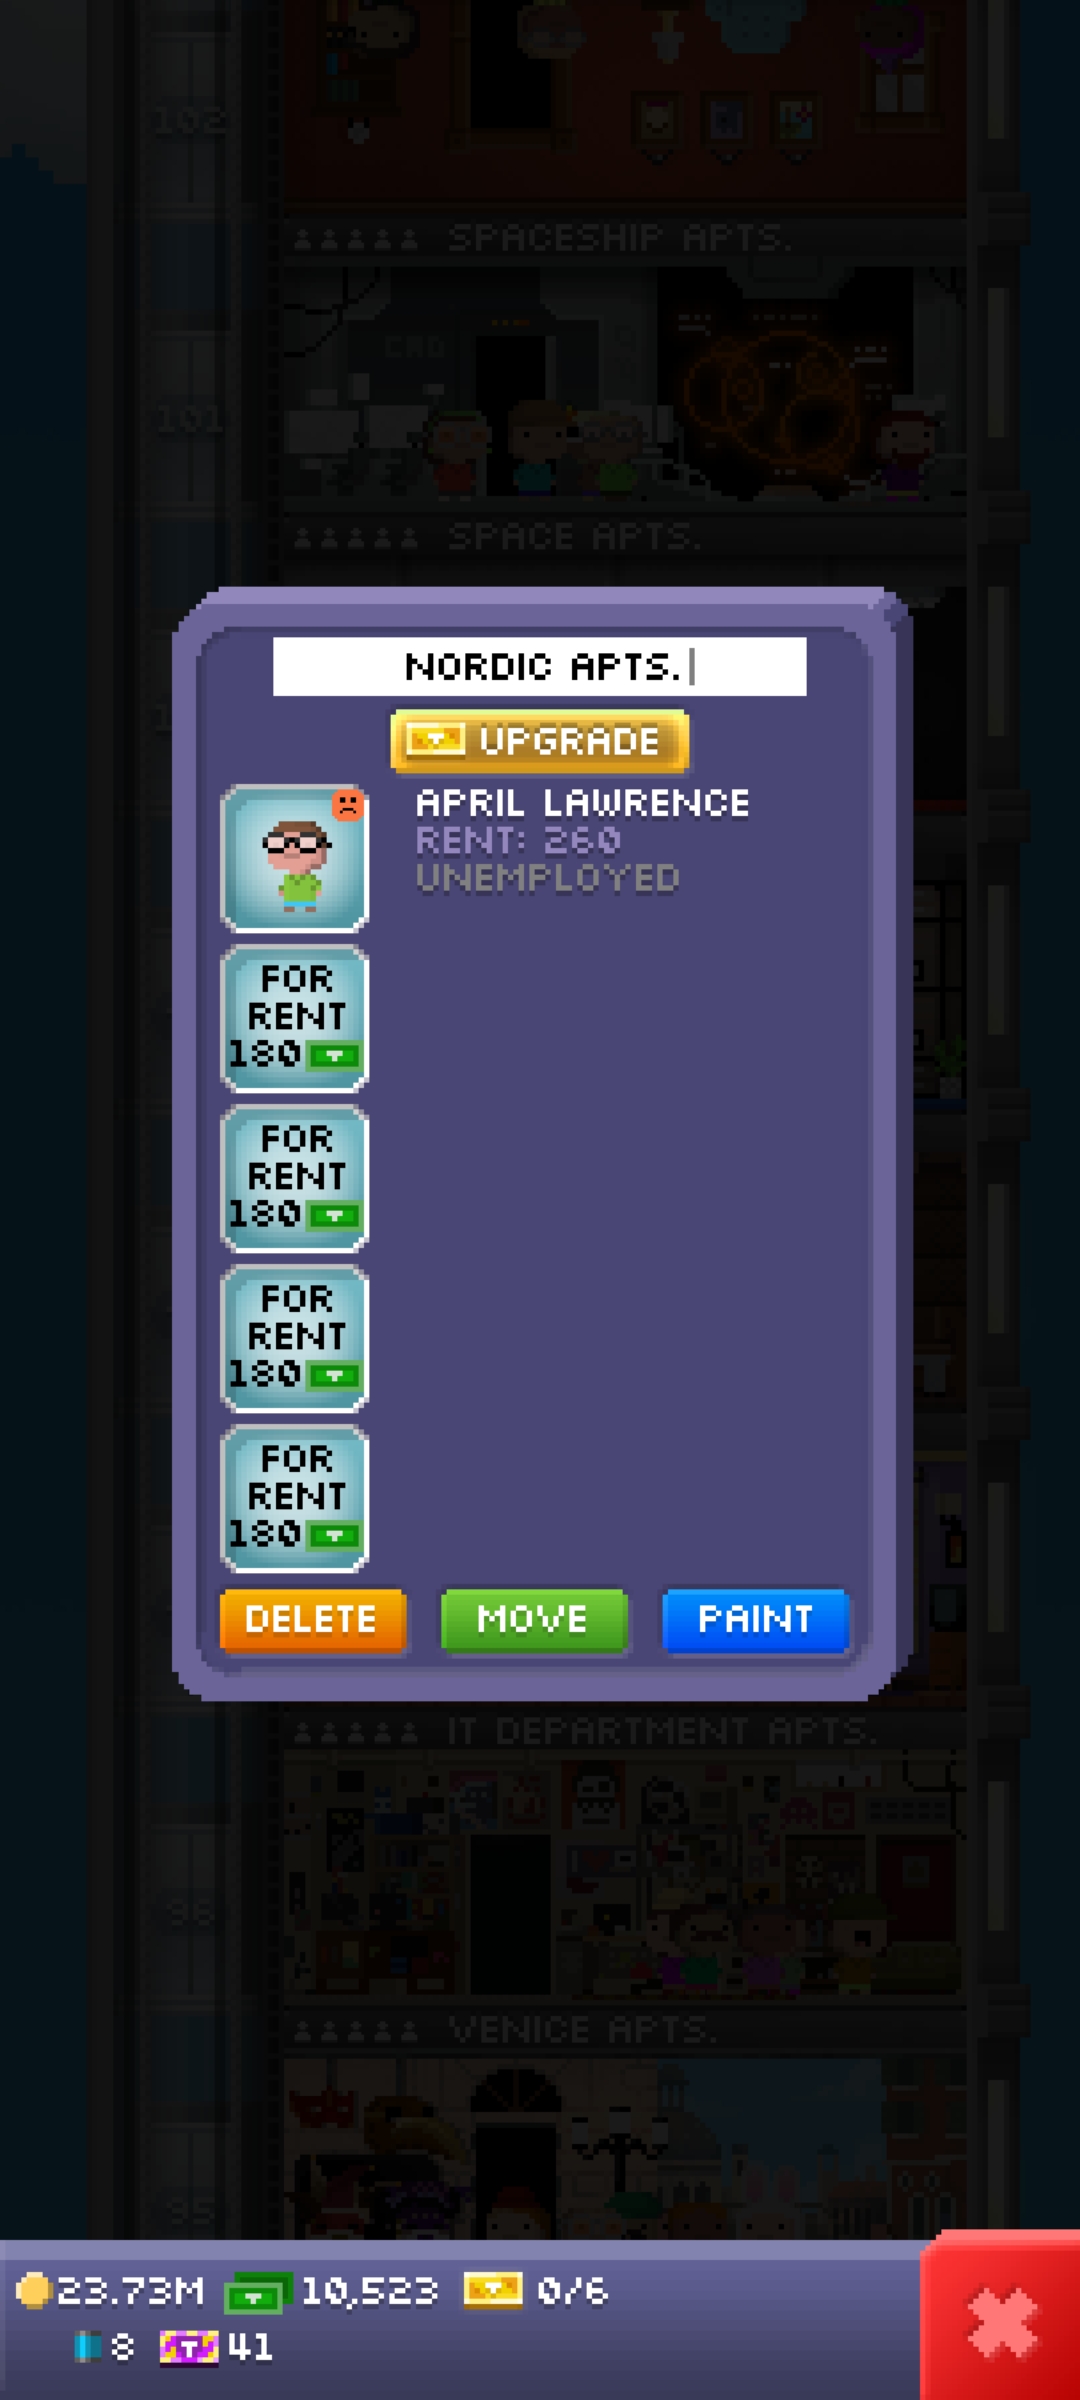 102
SPACESHIP APTS.
101
SPACE APTS.
NORDIC APTS.
UPGRADE
APRIL LAWRENCE
RENT: 260
UNEMPLOYED
FOR
RENT
180
FOR
RENT
180
FOR
RENT
180
FOR
RENT
180
DELETE MOVE PAINT
IT DEPARTMENT APTS.
96
VENICE APTS.
95
23.73M 10,523 0/6
8 41